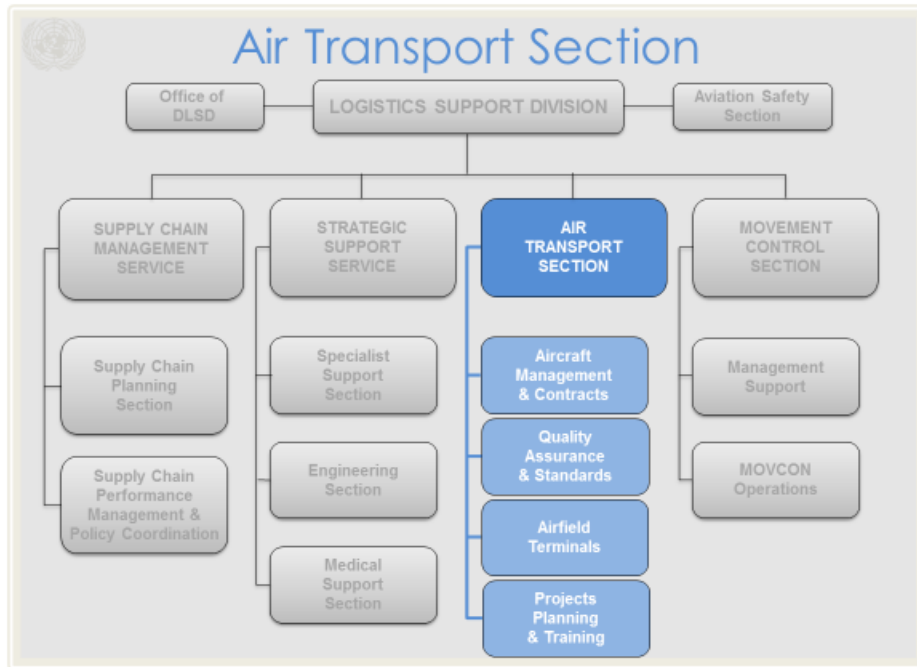 Air Transport Section
Office of
DLSD
LOGISTICS SUPPORT DIVISION
Aviation Safety
Section
SUPPLY CHAIN
MANAGEMENT
SERVICE
Supply Chain
Planning
Section
Supply Chain
Performance
Management &
Policy Coordination
STRATEGIC
SUPPORT
SERVICE
Specialist
Support
Section
Engineering
Section
Medical
Support
Section
AIR
TRANSPORT
SECTION
Aircraft
Management
& Contracts
Quality
Assurance
& Standards
Airfield
Terminals
Projects
Planning
& Training
MOVEMENT
CONTROL
SECTION
Management
Support
MOVCON
Operations